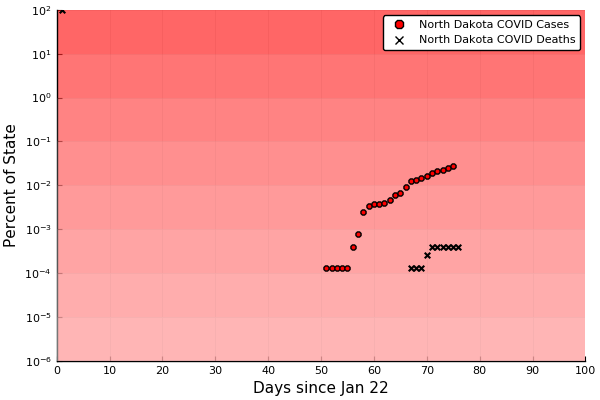 North Dakota COVID Cases
North Dakota COVID Deaths
Percent of State
10²
10¹
10⁰
10⁻¹
10⁻²
10⁻³
10⁻⁴
10⁻⁵
10⁻⁶
0 10 20 30 40 50 60 70 80 90 100
Days since Jan 22